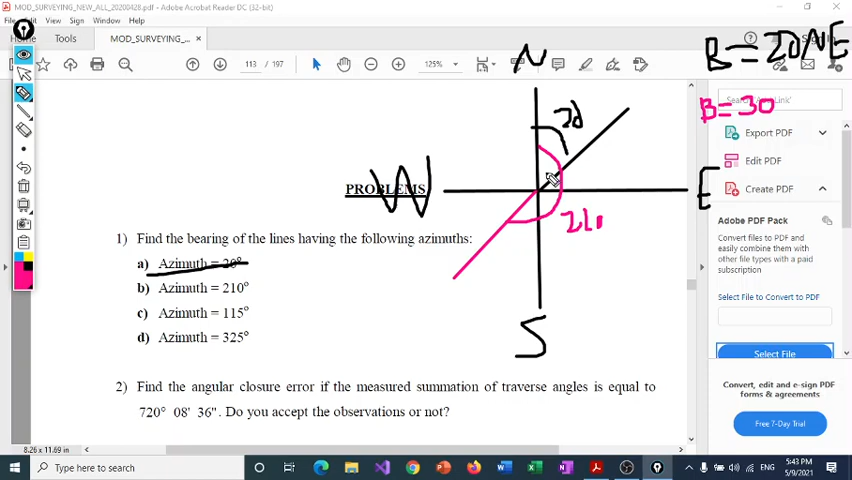 MOD_SURVEYING_NEW_ALL_20200428.pdf - Adobe Acrobat Reader DC (32-bit)
File Edit View Sign Window Help
Home Tools MOD_SURVEYING_... × Sign In
113 / 197 125%
N
B = 20 NE
20
B = 30
Search 'Add Link'
Export PDF
Edit PDF
Create PDF
W
E
PROBLEMS
210
S
1) Find the bearing of the lines having the following azimuths:
a) Azimuth = 20°
b) Azimuth = 210°
c) Azimuth = 115°
d) Azimuth = 325°
2) Find the angular closure error if the measured summation of traverse angles is equal to
720° 08' 36". Do you accept the observations or not?
Adobe PDF Pack
Convert files to PDF and
easily combine them with
other file types with a paid
subscription
Select File to Convert to PDF
Select File
Convert, edit and e-sign PDF
forms & agreements
Free 7-Day Trial
8.26 x 11.69 in
Type here to search
ENG
5:43 PM
5/9/2021